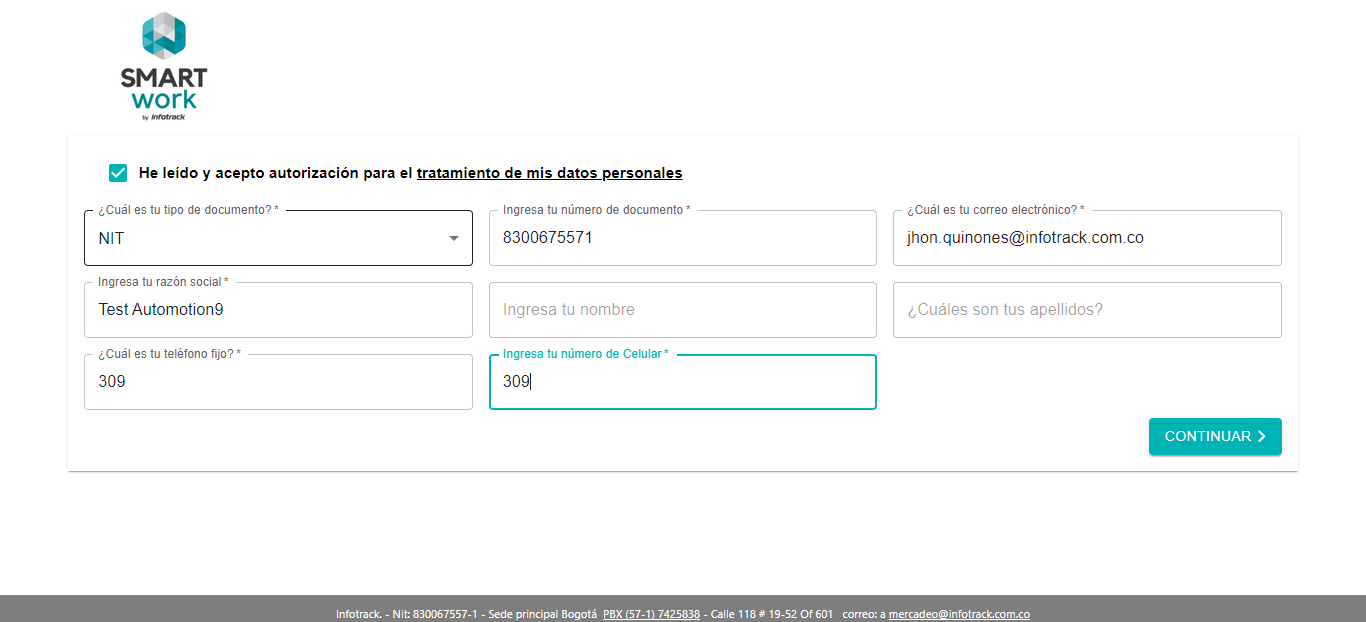 SMART
work
by infotrack
He leído y acepto autorización para el tratamiento de mis datos personales
¿Cuál es tu tipo de documento? *
NIT
Ingresa tu número de documento *
8300675571
¿Cuál es tu correo electrónico? *
jhon.quinones@infotrack.com.co
Ingresa tu razón social *
Test Automotion9
Ingresa tu nombre
¿Cuáles son tus apellidos?
¿Cuál es tu teléfono fijo? *
309
Ingresa tu número de Celular *
309
CONTINUAR
Infotrack. - Nit: 830067557-1 - Sede principal Bogotá PBX (57-1) 7425838 - Calle 118 # 19-52 Of 601 correo: a mercadeo@infotrack.com.co